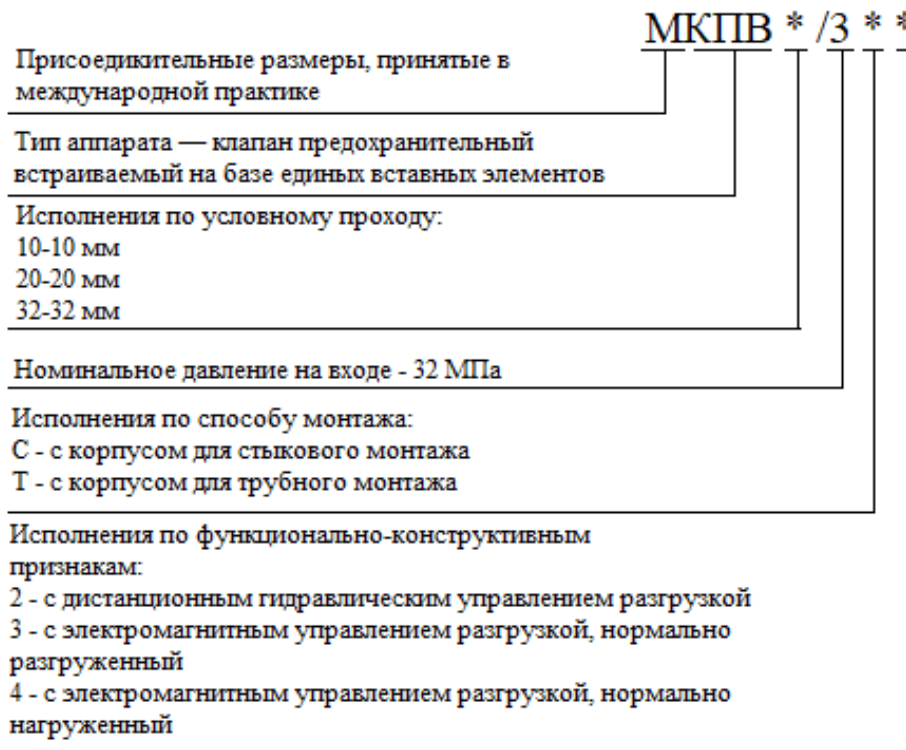 МКПВ * /3 * *
Присоедикительные размеры, принятые в
международной практике
Тип аппарата — клапан предохранительный
встраиваемый на базе единых вставных элементов
Исполнения по условному проходу:
10-10 мм
20-20 мм
32-32 мм
Номинальное давление на входе - 32 МПа
Исполнения по способу монтажа:
С - с корпусом для стыкового монтажа
Т - с корпусом для трубного монтажа
Исполнения по функционально-конструктивным
признакам:
2 - с дистанционным гидравлическим управлением разгрузкой
3 - с электромагнитным управлением разгрузкой, нормально
разгруженный
4 - с электромагнитным управлением разгрузкой, нормально
нагруженный